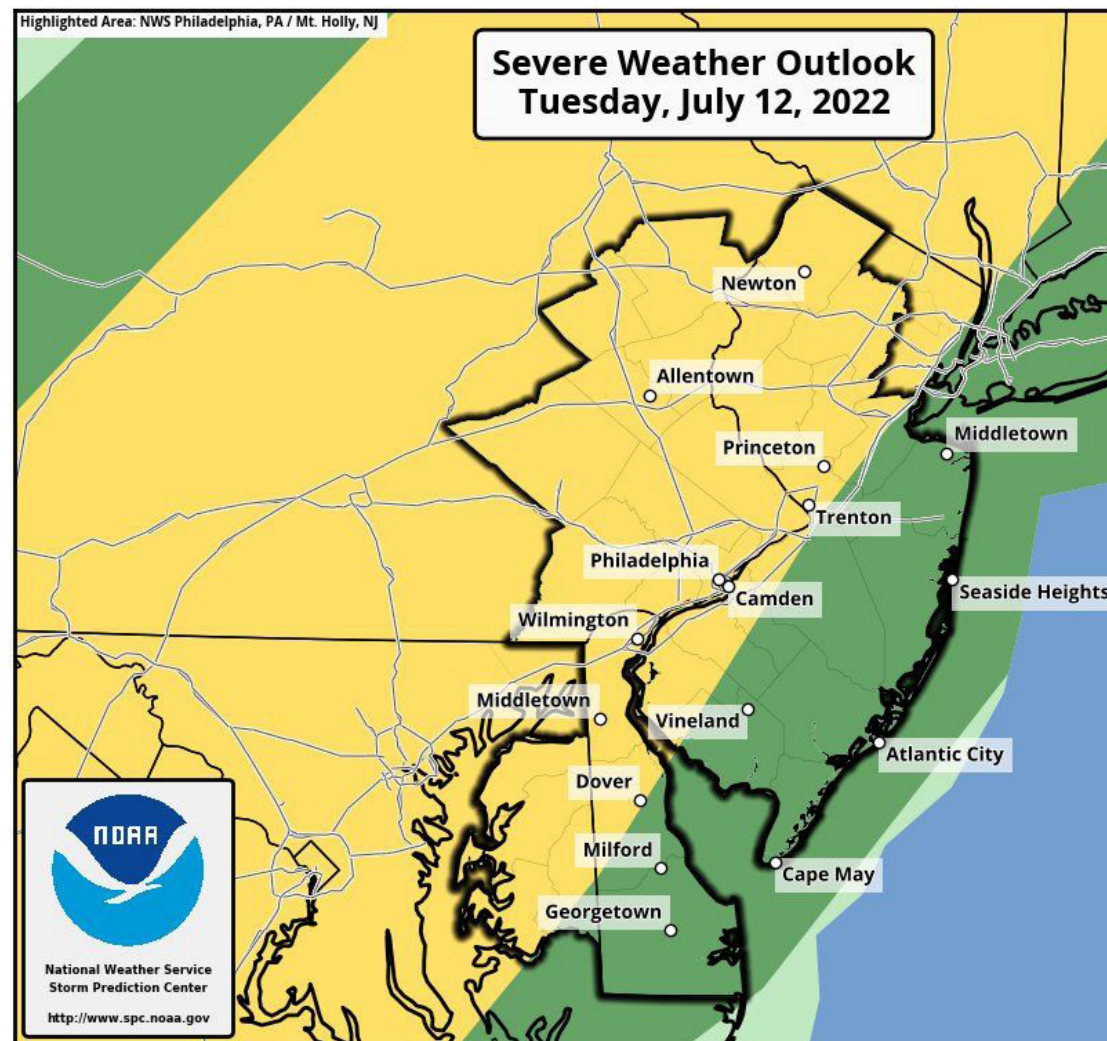 Highlighted Area: NWS Philadelphia, PA / Mt. Holly, NJ
Severe Weather Outlook
Tuesday, July 12, 2022
Newton
Allentown
Middletown
Princeton
Trenton
Philadelphia
Camden
Seaside Heights
Wilmington
Middletown
Vineland
Atlantic City
Dover
Milford
Cape May
Georgetown
NOAA
National Weather Service
Storm Prediction Center
http://www.spc.noaa.gov